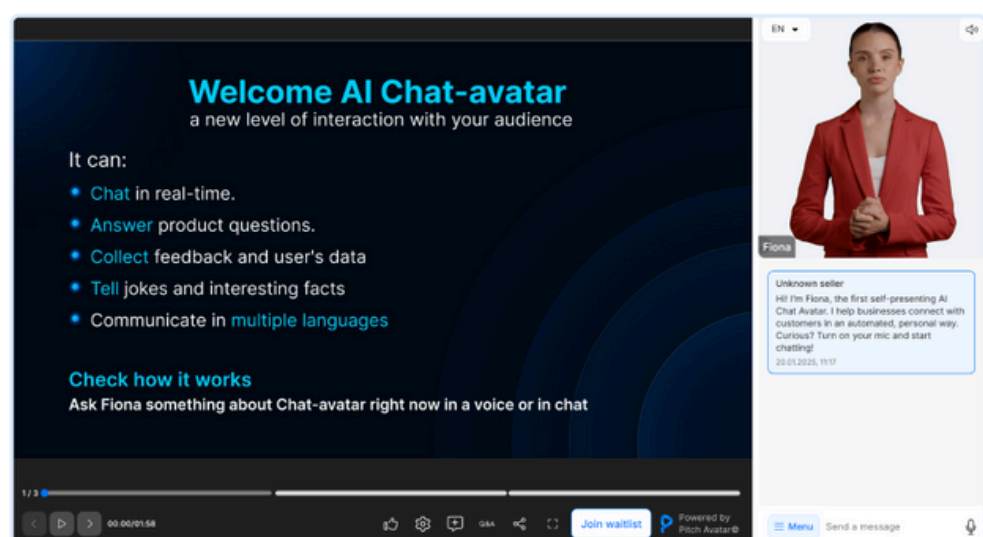 Welcome AI Chat-avatar
a new level of interaction with your audience
It can:
Chat in real-time.
Answer product questions.
Collect feedback and user's data
Tell jokes and interesting facts
Communicate in multiple languages
Check how it works
Ask Fiona something about Chat-avatar right now in a voice or in chat
1 / 3
00:00/01:58
Q&A
Join waitlist
Powered by
Pitch Avatar©
EN
Fiona
Unknown seller
Hi! I'm Fiona, the first self-presenting AI
Chat Avatar. I help businesses connect with
customers in an automated, personal way.
Curious? Turn on your mic and start
chatting!
20.01.2025, 11:17
Menu
Send a message